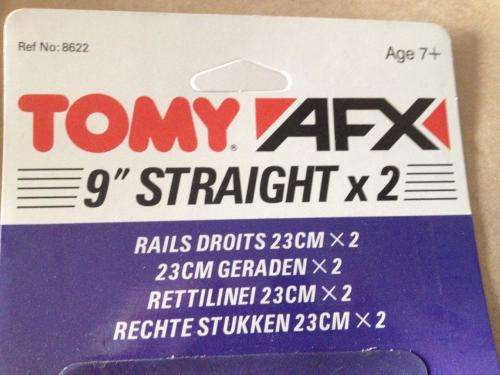 Ref No: 8622
Age 7+
TOMY® AFX
9" STRAIGHT x 2
RAILS DROITS 23CM × 2
23CM GERADEN × 2
RETTILINEI 23CM × 2
RECHTE STUKKEN 23CM × 2